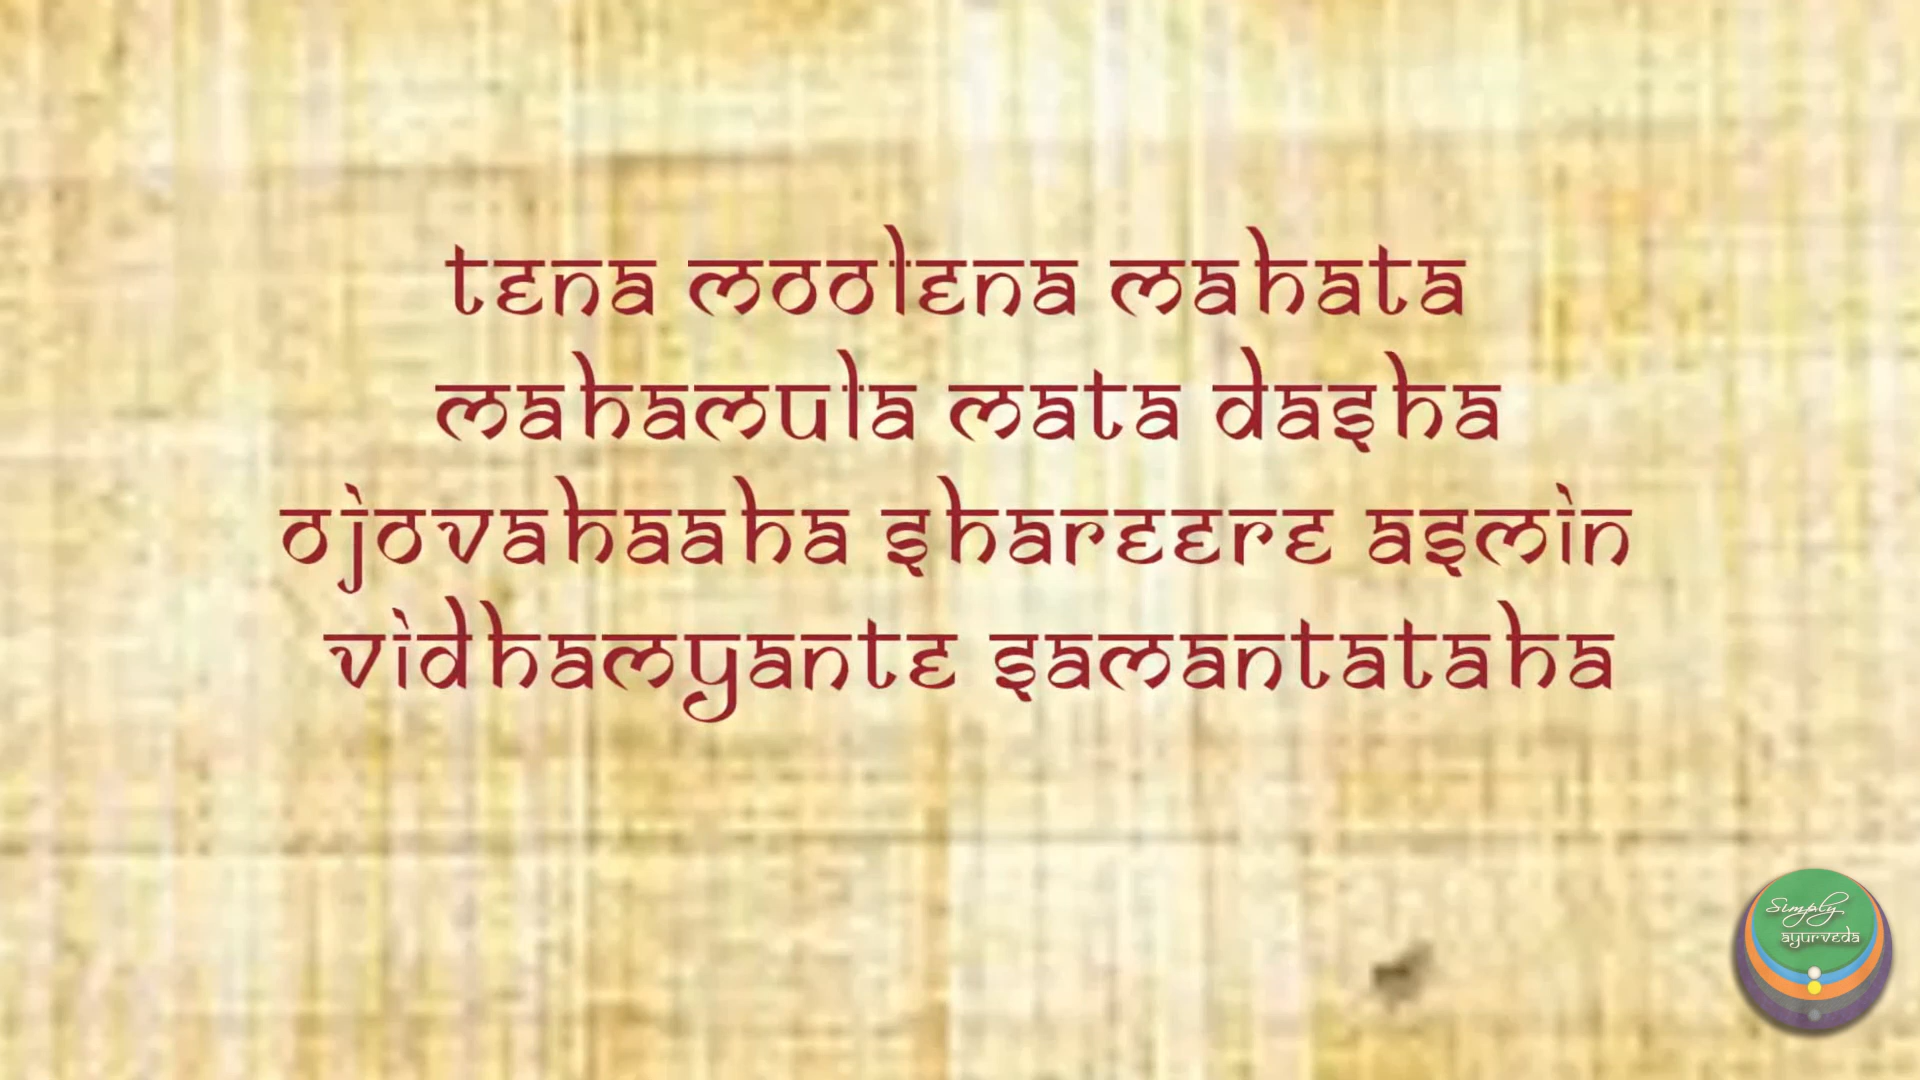 tena moolena mahata
mahamula mata dasha
ojovahaaha shareere asmin
vidhamyante samantataha
Simply
ayurveda